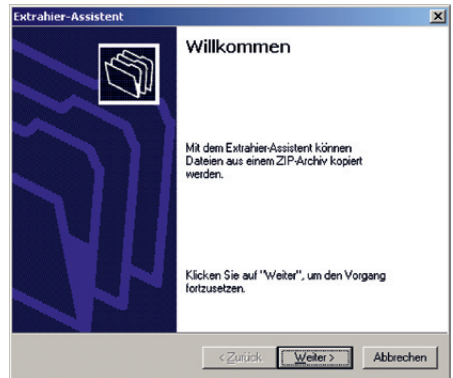 Extrahier-Assistent
Willkommen
Mit dem Extrahier-Assistent können
Dateien aus einem ZIP-Archiv kopiert
werden.
Klicken Sie auf "Weiter", um den Vorgang
fortzusetzen.
< Zurück Weiter > Abbrechen